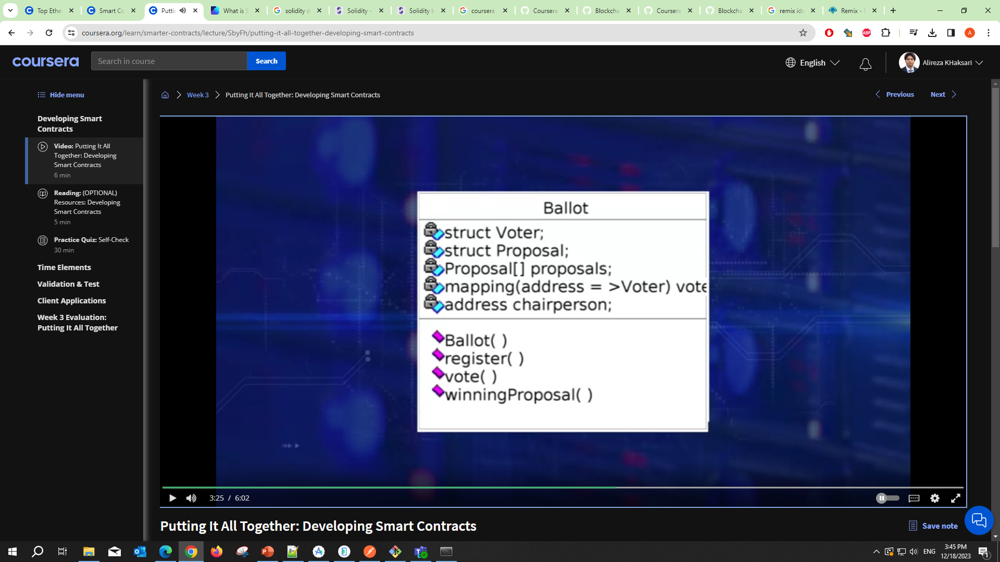 Top Ethe
Smart Co
Putti
What is S
solidity d
Solidity –
Solidity b
coursera
Coursera
Blockcha
Coursera
Blockcha
remix ide
Remix - E
coursera.org/learn/smarter-contracts/lecture/SbyFh/putting-it-all-together-developing-smart-contracts
ABP
A
coursera
Search in course
Search
English
Alireza KHaksari
Hide menu
Week 3
Putting It All Together: Developing Smart Contracts
Previous
Next
Developing Smart
Contracts
Video: Putting It All
Together: Developing
Smart Contracts
6 min
Reading: (OPTIONAL)
Resources: Developing
Smart Contracts
5 min
Practice Quiz: Self-Check
30 min
Time Elements
Validation & Test
Client Applications
Week 3 Evaluation:
Putting It All Together
Ballot
struct Voter;
struct Proposal;
Proposal[] proposals;
mapping(address = >Voter) vote
address chairperson;
Ballot( )
register( )
vote( )
winningProposal( )
3:25 / 6:02
Putting It All Together: Developing Smart Contracts
Save note
ENG
3:45 PM
12/18/2023
1